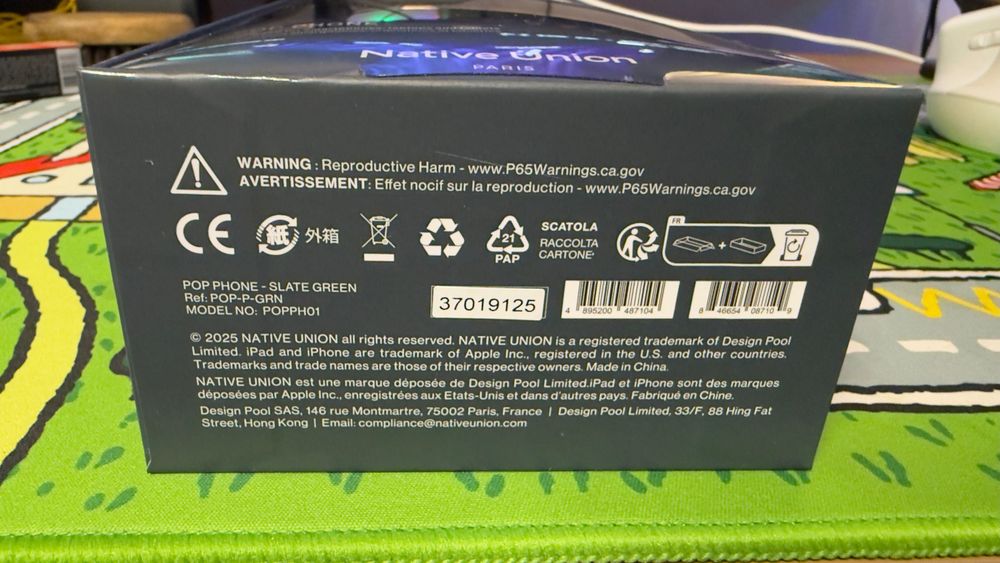 Native Union
PARIS
WARNING : Reproductive Harm - www.P65Warnings.ca.gov
AVERTISSEMENT: Effet nocif sur la reproduction - www.P65Warnings.ca.gov
CE
紙 外箱
21
PAP
SCATOLA
RACCOLTA
CARTONE*
FR
+
POP PHONE - SLATE GREEN
Ref: POP-P-GRN
MODEL NO: POPPH01
37019125
4 895200 487104
8 46654 08710 9
© 2025 NATIVE UNION all rights reserved. NATIVE UNION is a registered trademark of Design Pool
Limited. iPad and iPhone are trademark of Apple Inc., registered in the U.S. and other countries.
Trademarks and trade names are those of their respective owners. Made in China.
NATIVE UNION est une marque déposée de Design Pool Limited.iPad et iPhone sont des marques
déposées par Apple Inc., enregistrées aux Etats-Unis et dans d'autres pays. Fabriqué en Chine.
Design Pool SAS, 146 rue Montmartre, 75002 Paris, France | Design Pool Limited, 33/F, 88 Hing Fat
Street, Hong Kong | Email: compliance@nativeunion.com